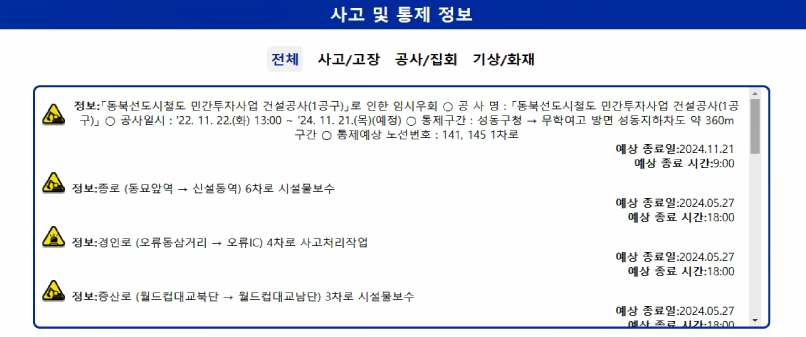 사고 및 통제 정보
전체 사고/고장 공사/집회 기상/화재
정보:「동북선도시철도 민간투자사업 건설공사(1공구)」로 인한 임시우회 ○ 공 사 명 : 「동북선도시철도 민간투자사업 건설공사(1공
구)」 ○ 공사일시 : '22. 11. 22.(화) 13:00 ~ '24. 11. 21.(목)(예정) ○ 통제구간 : 성동구청 → 무학여고 방면 성동지하차도 약 360m
구간 ○ 통제예상 노선번호 : 141, 145 1차로
예상 종료일:2024.11.21
예상 종료 시간:9:00
정보:종로 (동묘앞역 → 신설동역) 6차로 시설물보수
예상 종료일:2024.05.27
예상 종료 시간:18:00
정보:경인로 (오류동삼거리 → 오류IC) 4차로 사고처리작업
예상 종료일:2024.05.27
예상 종료 시간:18:00
정보:증산로 (월드컵대교북단 → 월드컵대교남단) 3차로 시설물보수
예상 종료일:2024.05.27
예상 종료 시간:18:00